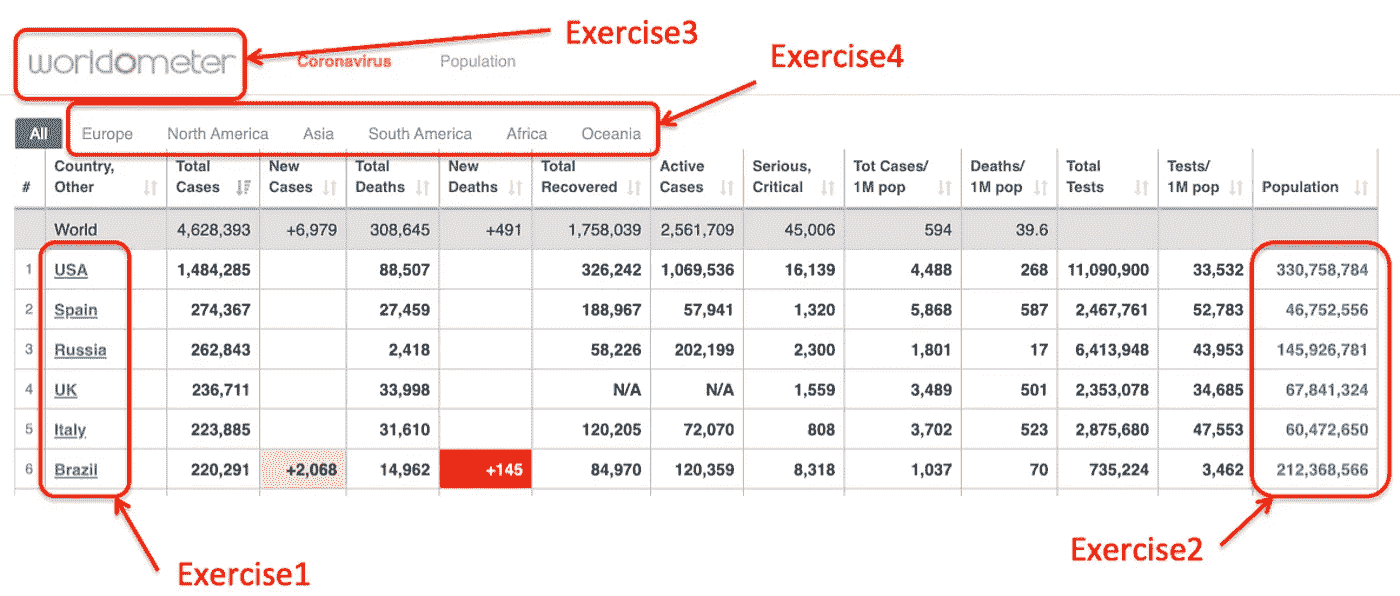 Exercise3
worldometer Coronavirus Population
Exercise4
All Europe North America Asia South America Africa Oceania
# Country, Other Total Cases New Cases Total Deaths New Deaths Total Recovered Active Cases Serious, Critical Tot Cases/ 1M pop Deaths/ 1M pop Total Tests Tests/ 1M pop Population
World 4,628,393 +6,979 308,645 +491 1,758,039 2,561,709 45,006 594 39.6
1 USA 1,484,285 88,507 326,242 1,069,536 16,139 4,488 268 11,090,900 33,532 330,758,784
2 Spain 274,367 27,459 188,967 57,941 1,320 5,868 587 2,467,761 52,783 46,752,556
3 Russia 262,843 2,418 58,226 202,199 2,300 1,801 17 6,413,948 43,953 145,926,781
4 UK 236,711 33,998 N/A N/A 1,559 3,489 501 2,353,078 34,685 67,841,324
5 Italy 223,885 31,610 120,205 72,070 808 3,702 523 2,875,680 47,553 60,472,650
6 Brazil 220,291 +2,068 14,962 +145 84,970 120,359 8,318 1,037 70 735,224 3,462 212,368,566
Exercise2
Exercise1